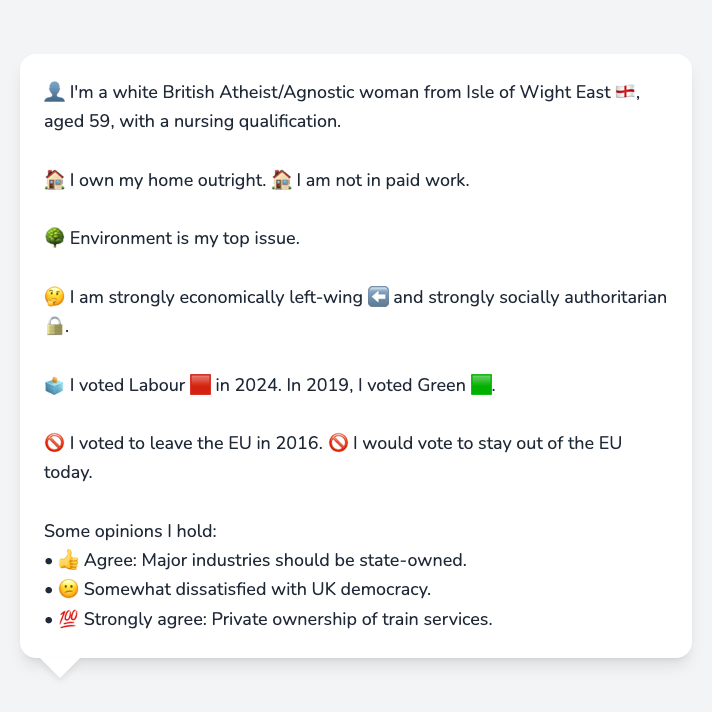 👤 I'm a white British Atheist/Agnostic woman from Isle of Wight East 🏴󠁧󠁢󠁥󠁮󠁧󠁿,
aged 59, with a nursing qualification.
🏠 I own my home outright. 🏠 I am not in paid work.
🌳 Environment is my top issue.
🤔 I am strongly economically left-wing ⬅️ and strongly socially authoritarian
🔒.
🗳️ I voted Labour 🟥 in 2024. In 2019, I voted Green 🟩.
🚫 I voted to leave the EU in 2016. 🚫 I would vote to stay out of the EU
today.
Some opinions I hold:
• 👍 Agree: Major industries should be state-owned.
• 😕 Somewhat dissatisfied with UK democracy.
• 💯 Strongly agree: Private ownership of train services.